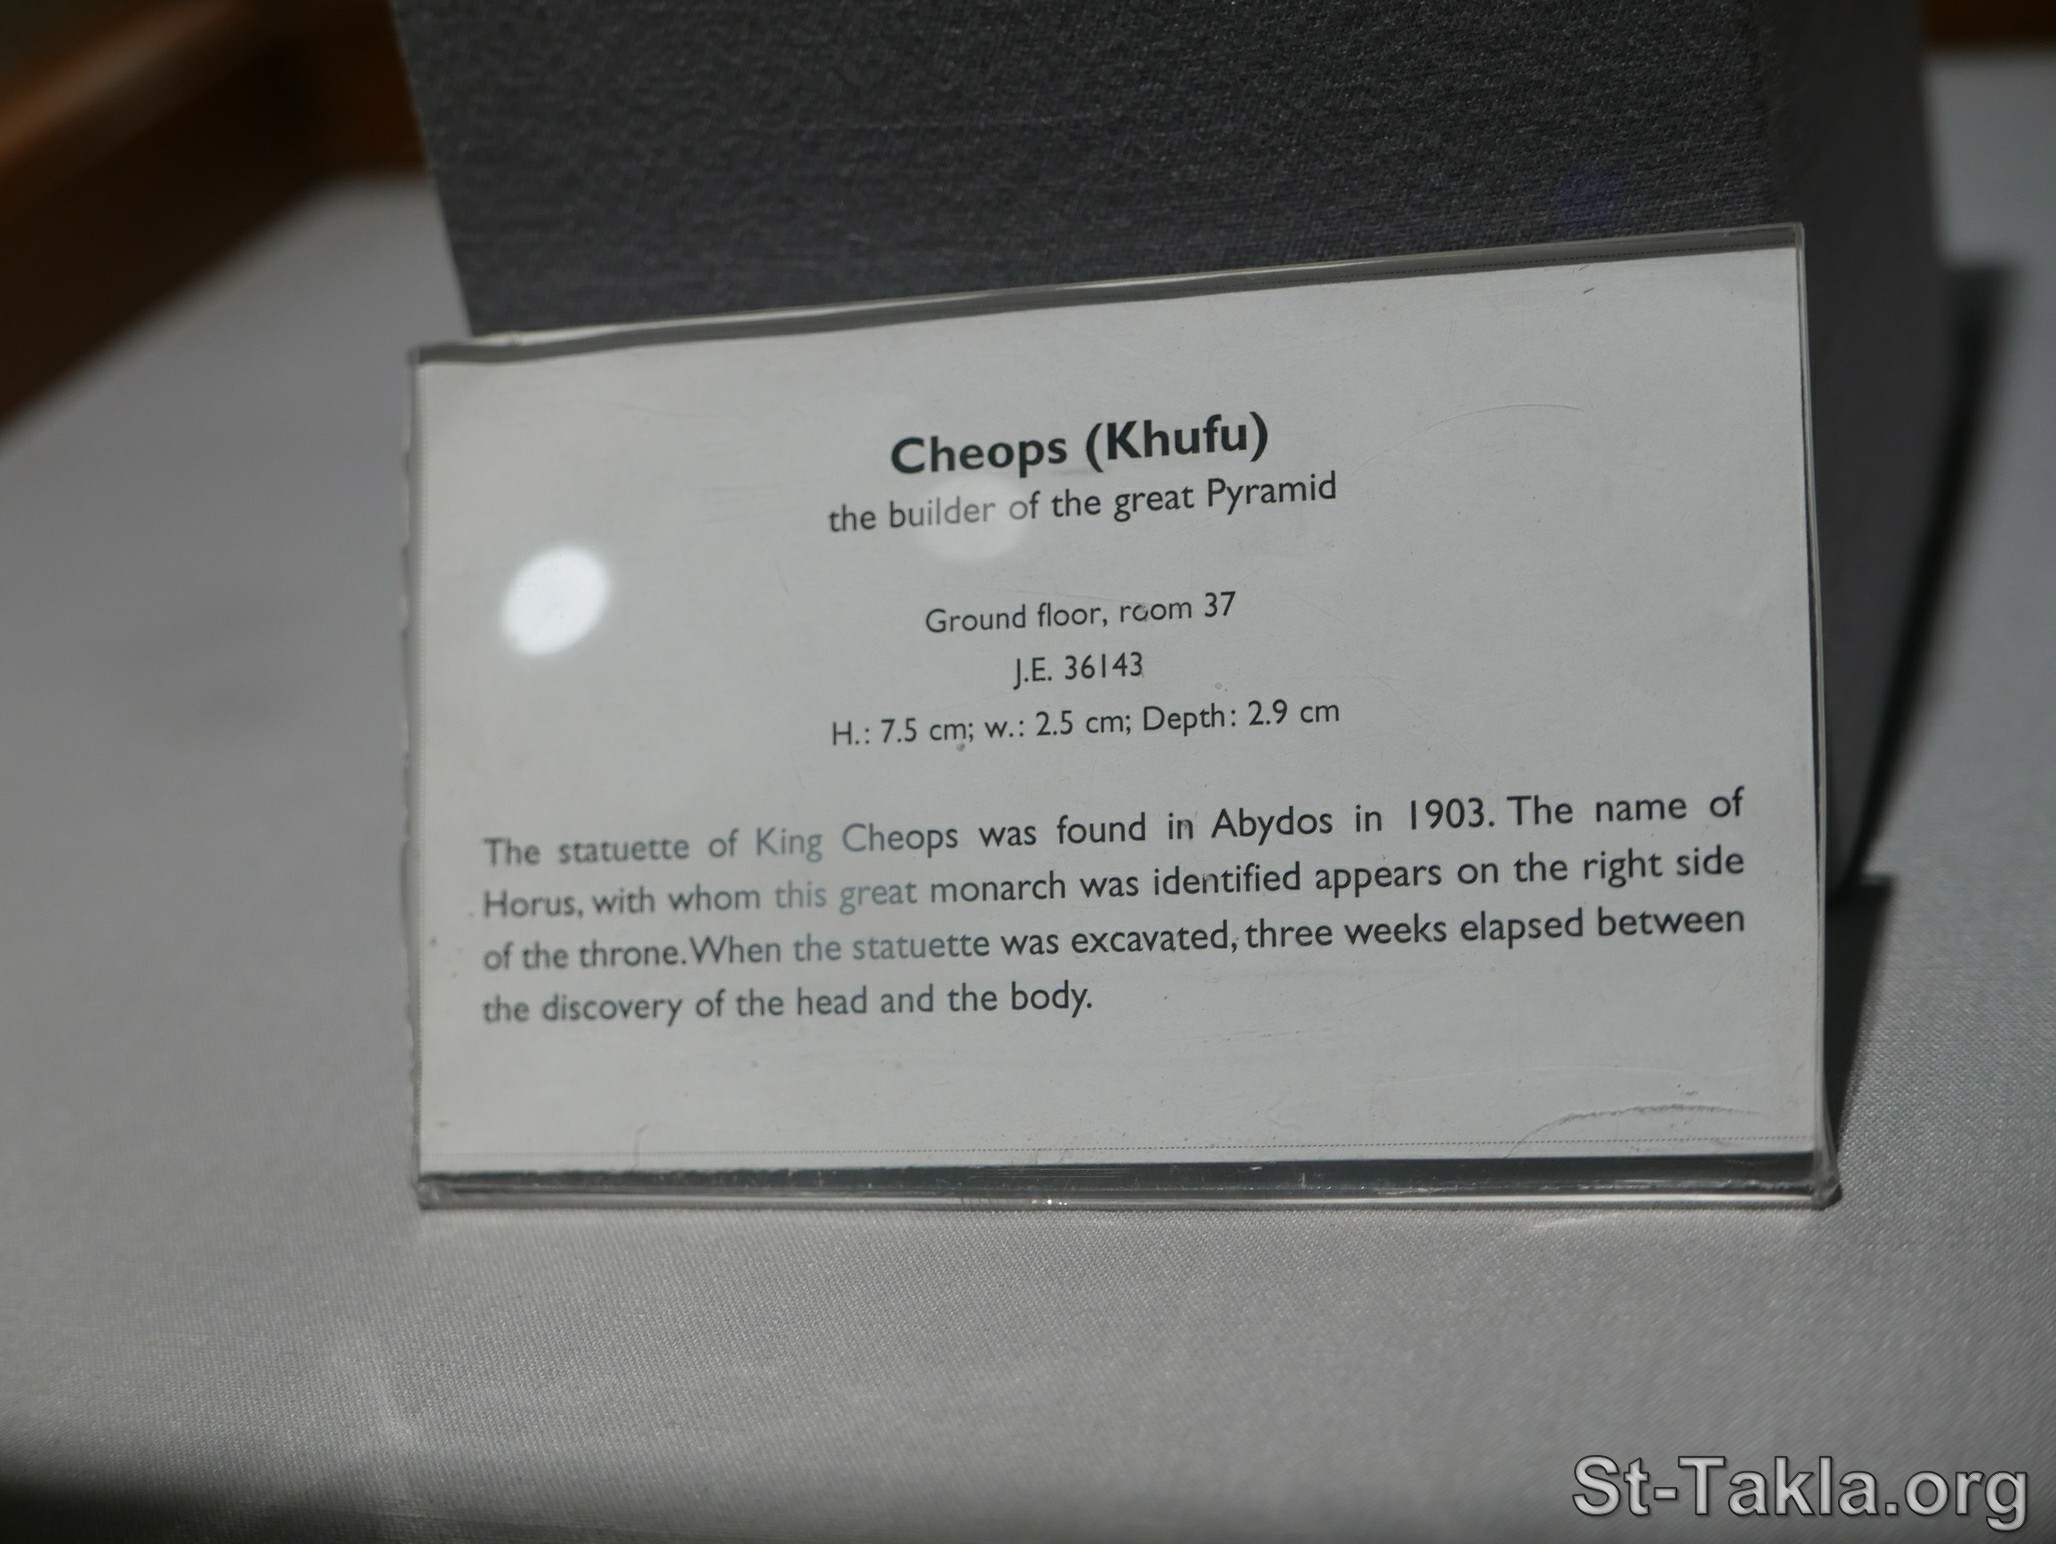 Cheops (Khufu)
the builder of the great Pyramid
Ground floor, room 37
J.E. 36143
H.: 7.5 cm; w.: 2.5 cm; Depth: 2.9 cm
The statuette of King Cheops was found in Abydos in 1903. The name of
Horus, with whom this great monarch was identified appears on the right side
of the throne. When the statuette was excavated, three weeks elapsed between
the discovery of the head and the body.
St-Takla.org